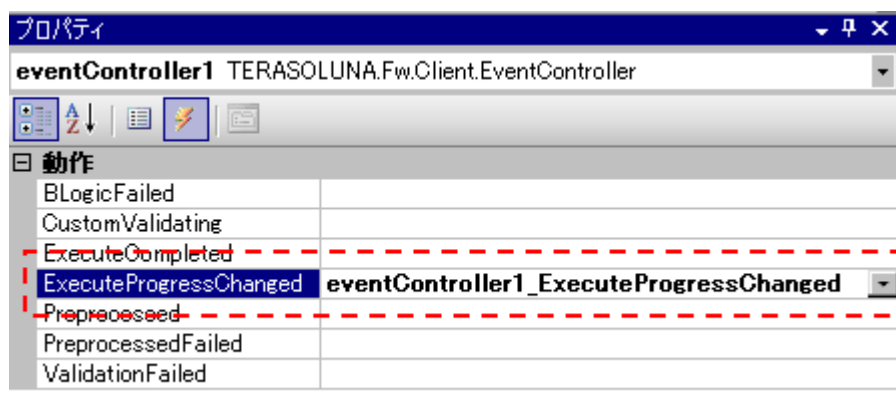 プロパティ
eventController1 TERASOLUNA.Fw.Client.EventController
動作
BLogicFailed
CustomValidating
ExecuteCompleted
ExecuteProgressChanged eventController1_ExecuteProgressChanged
Preprocessed
PreprocessedFailed
ValidationFailed